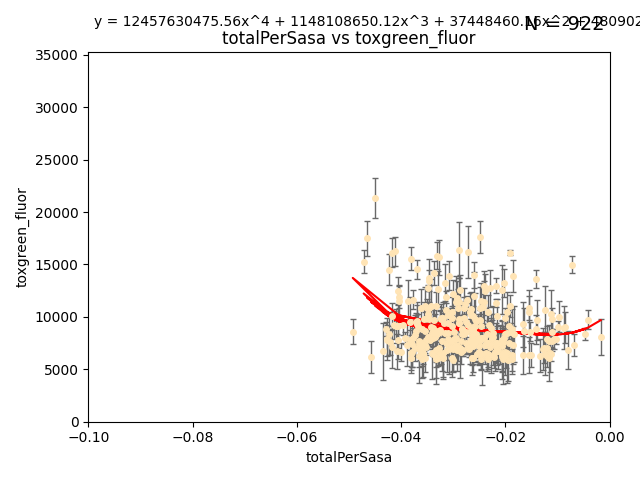 y = 12457630475.56x^4 + 1148108650.12x^3 + 37448460.16x^2 + 480902
N = 922
totalPerSasa vs toxgreen_fluor
35000
30000
25000
20000
15000
10000
5000
0
toxgreen_fluor
−0.10
−0.08
−0.06
−0.04
−0.02
0.00
totalPerSasa